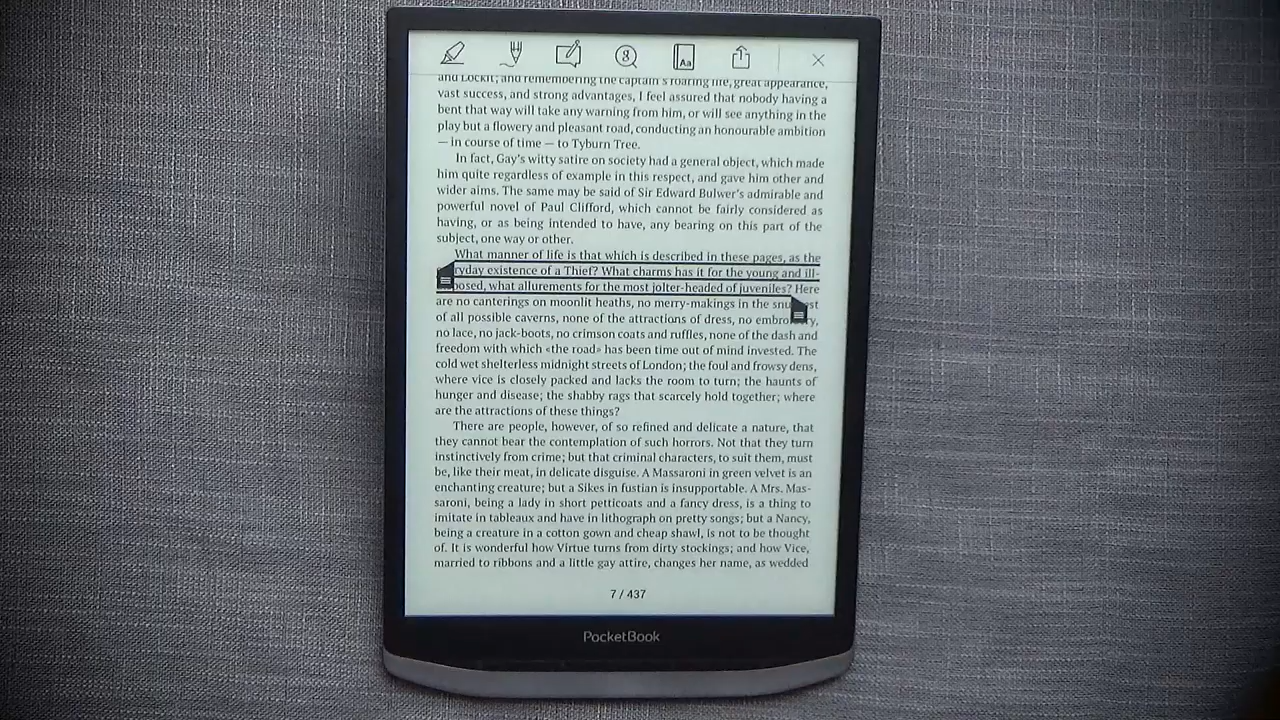 and Lockit; and remembering the captain's roaring life, great appearance,
vast success, and strong advantages, I feel assured that nobody having a
bent that way will take any warning from him, or will see anything in the
play but a flowery and pleasant road, conducting an honourable ambition
— in course of time — to Tyburn Tree.
In fact, Gay's witty satire on society had a general object, which made
him quite regardless of example in this respect, and gave him other and
wider aims. The same may be said of Sir Edward Bulwer's admirable and
powerful novel of Paul Clifford, which cannot be fairly considered as
having, or as being intended to have, any bearing on this part of the
subject, one way or other.
What manner of life is that which is described in these pages, as the
ryday existence of a Thief? What charms has it for the young and ill-
posed, what allurements for the most jolter-headed of juveniles? Here
are no canterings on moonlit heaths, no merry-makings in the snu st
of all possible caverns, none of the attractions of dress, no embro ry,
no lace, no jack-boots, no crimson coats and ruffles, none of the dash and
freedom with which «the road» has been time out of mind invested. The
cold wet shelterless midnight streets of London; the foul and frowsy dens,
where vice is closely packed and lacks the room to turn; the haunts of
hunger and disease; the shabby rags that scarcely hold together; where
are the attractions of these things?
There are people, however, of so refined and delicate a nature, that
they cannot bear the contemplation of such horrors. Not that they turn
instinctively from crime; but that criminal characters, to suit them, must
be, like their meat, in delicate disguise. A Massaroni in green velvet is an
enchanting creature; but a Sikes in fustian is insupportable. A Mrs. Mas-
saroni, being a lady in short petticoats and a fancy dress, is a thing to
imitate in tableaux and have in lithograph on pretty songs; but a Nancy,
being a creature in a cotton gown and cheap shawl, is not to be thought
of. It is wonderful how Virtue turns from dirty stockings; and how Vice,
married to ribbons and a little gay attire, changes her name, as wedded
7 / 437
PocketBook